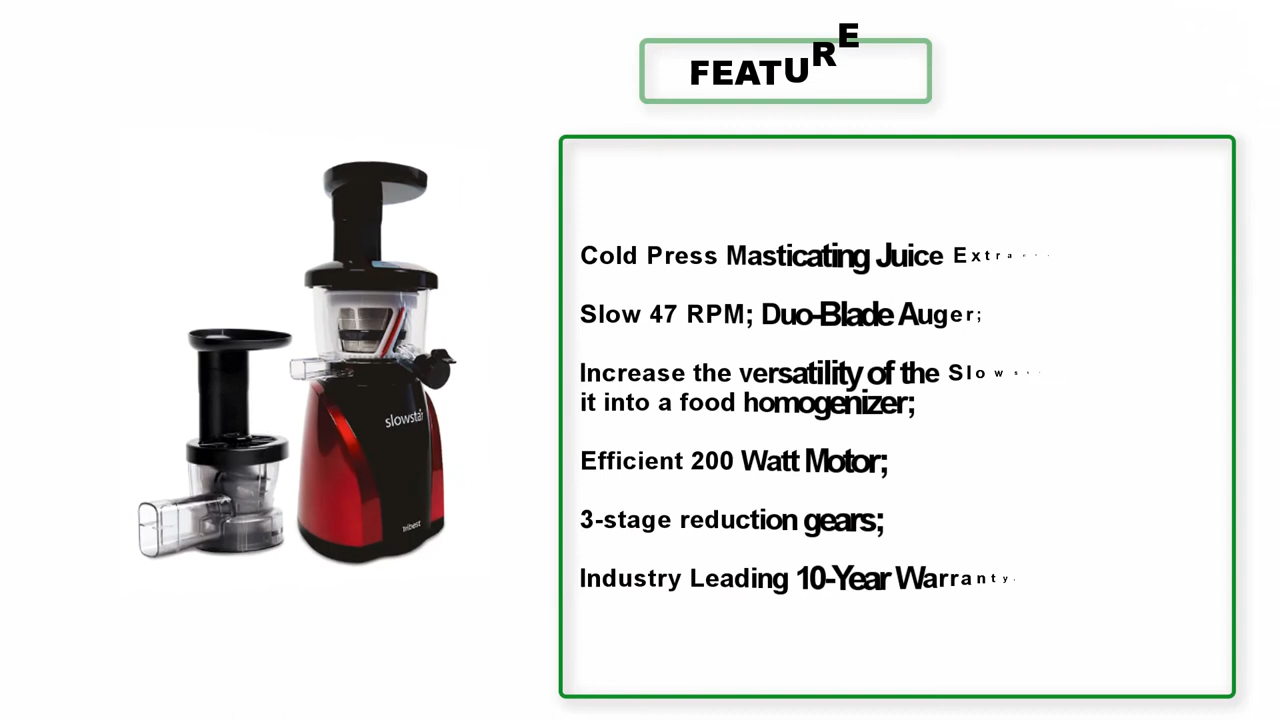 FEATURE
Cold Press Masticating Juice
Slow 47 RPM; Duo-Blade Auger;
Increase the versatility of the
it into a food homogenizer;
Efficient 200 Watt Motor;
3-stage reduction gears;
Industry Leading 10-Year Warranty
slowstar
tribest